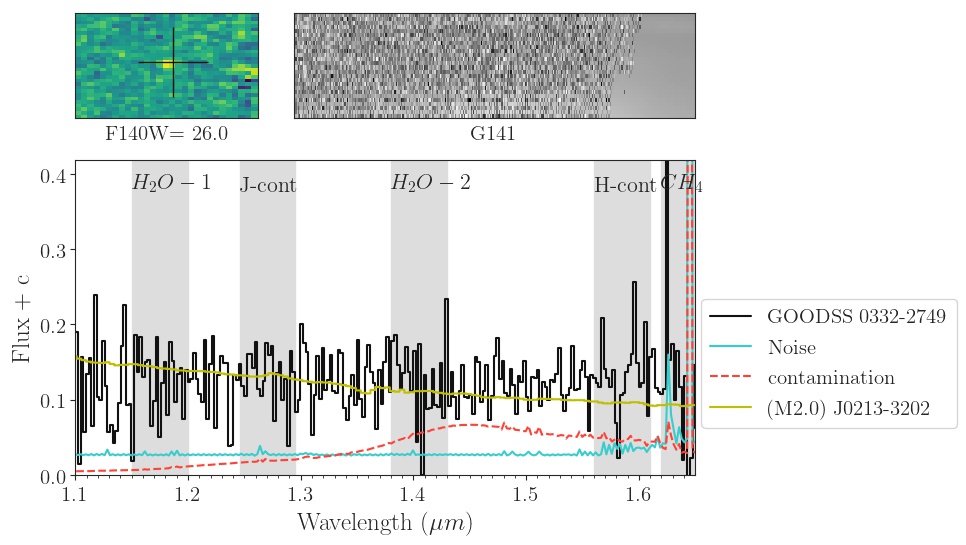 F140W= 26.0
G141
H₂O − 1
J-cont
H₂O − 2
H-cont
CH₄
0.4
0.3
0.2
0.1
0.0
Flux + c
1.1
1.2
1.3
1.4
1.5
1.6
Wavelength (μm)
GOODSS 0332-2749
Noise
contamination
(M2.0) J0213-3202